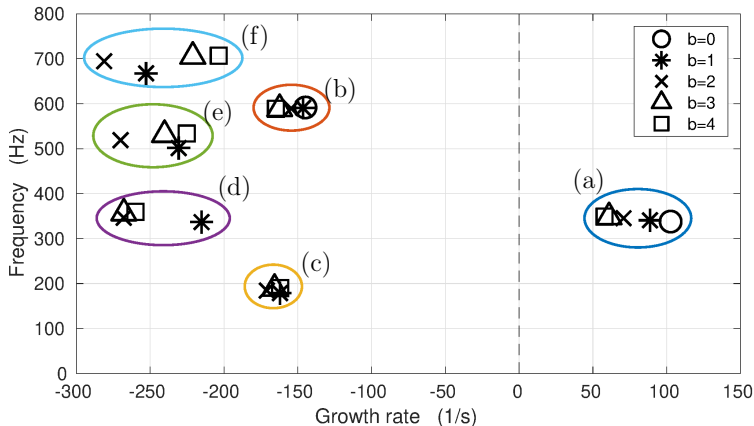 800
700
600
500
400
300
200
100
0
Frequency (Hz)
-300
-250
-200
-150
-100
-50
0
50
100
150
Growth rate (1/s)
(f)
(b)
(e)
(d)
(a)
(c)
b=0
b=1
b=2
b=3
b=4